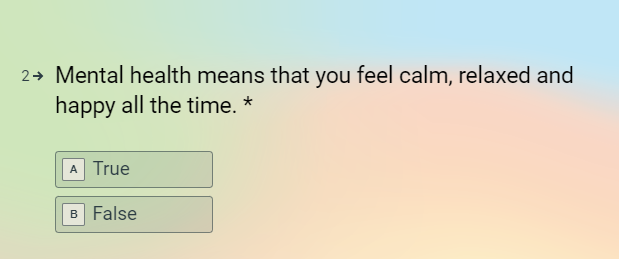 2→ Mental health means that you feel calm, relaxed and
happy all the time. *
A True
B False